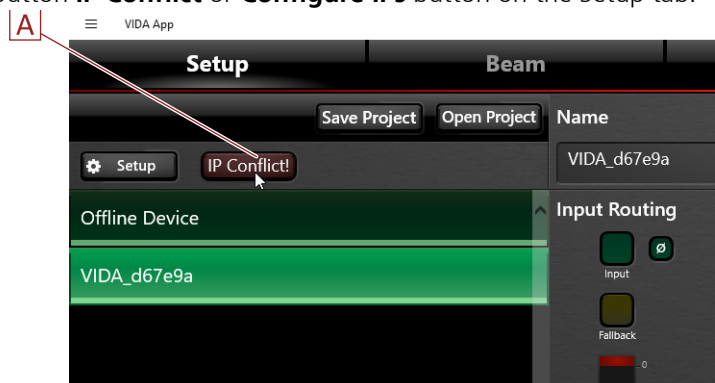 button IP Conflict or Configure IPs button on the Setup tab.
A
VIDA App
Setup
Beam
Save Project
Open Project
Name
Setup
IP Conflict!
VIDA_d67e9a
Offline Device
Input Routing
VIDA_d67e9a
Ø
Input
Fallback
0